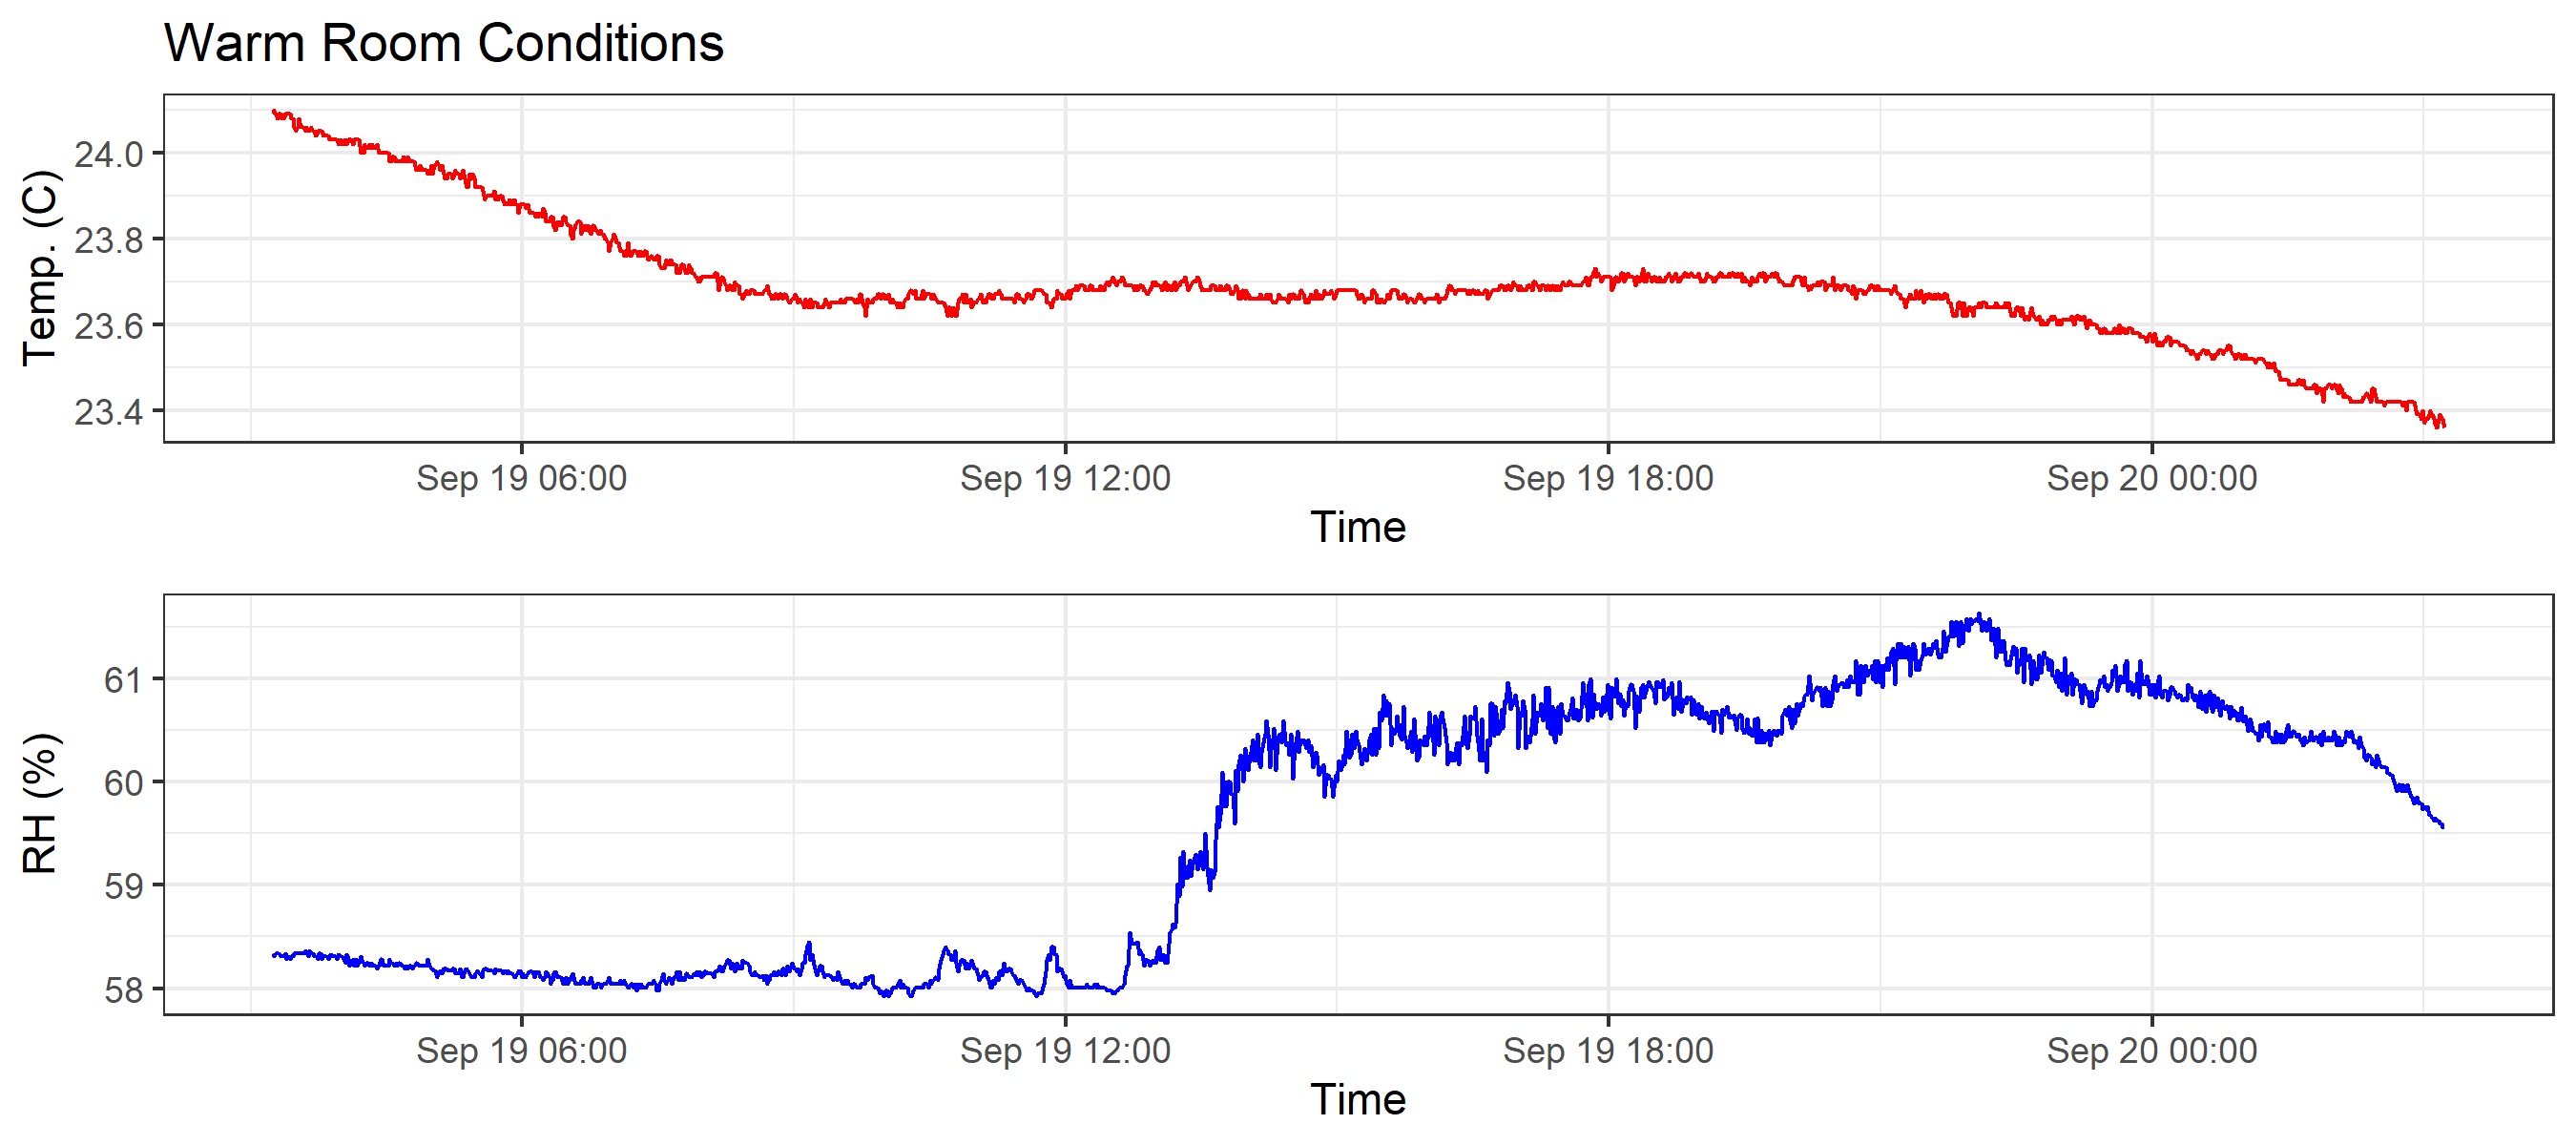 Warm Room Conditions
Temp. (C)
24.0
23.8
23.6
23.4
Sep 19 06:00 Sep 19 12:00 Sep 19 18:00 Sep 20 00:00
Time
RH (%)
61
60
59
58
Sep 19 06:00 Sep 19 12:00 Sep 19 18:00 Sep 20 00:00
Time